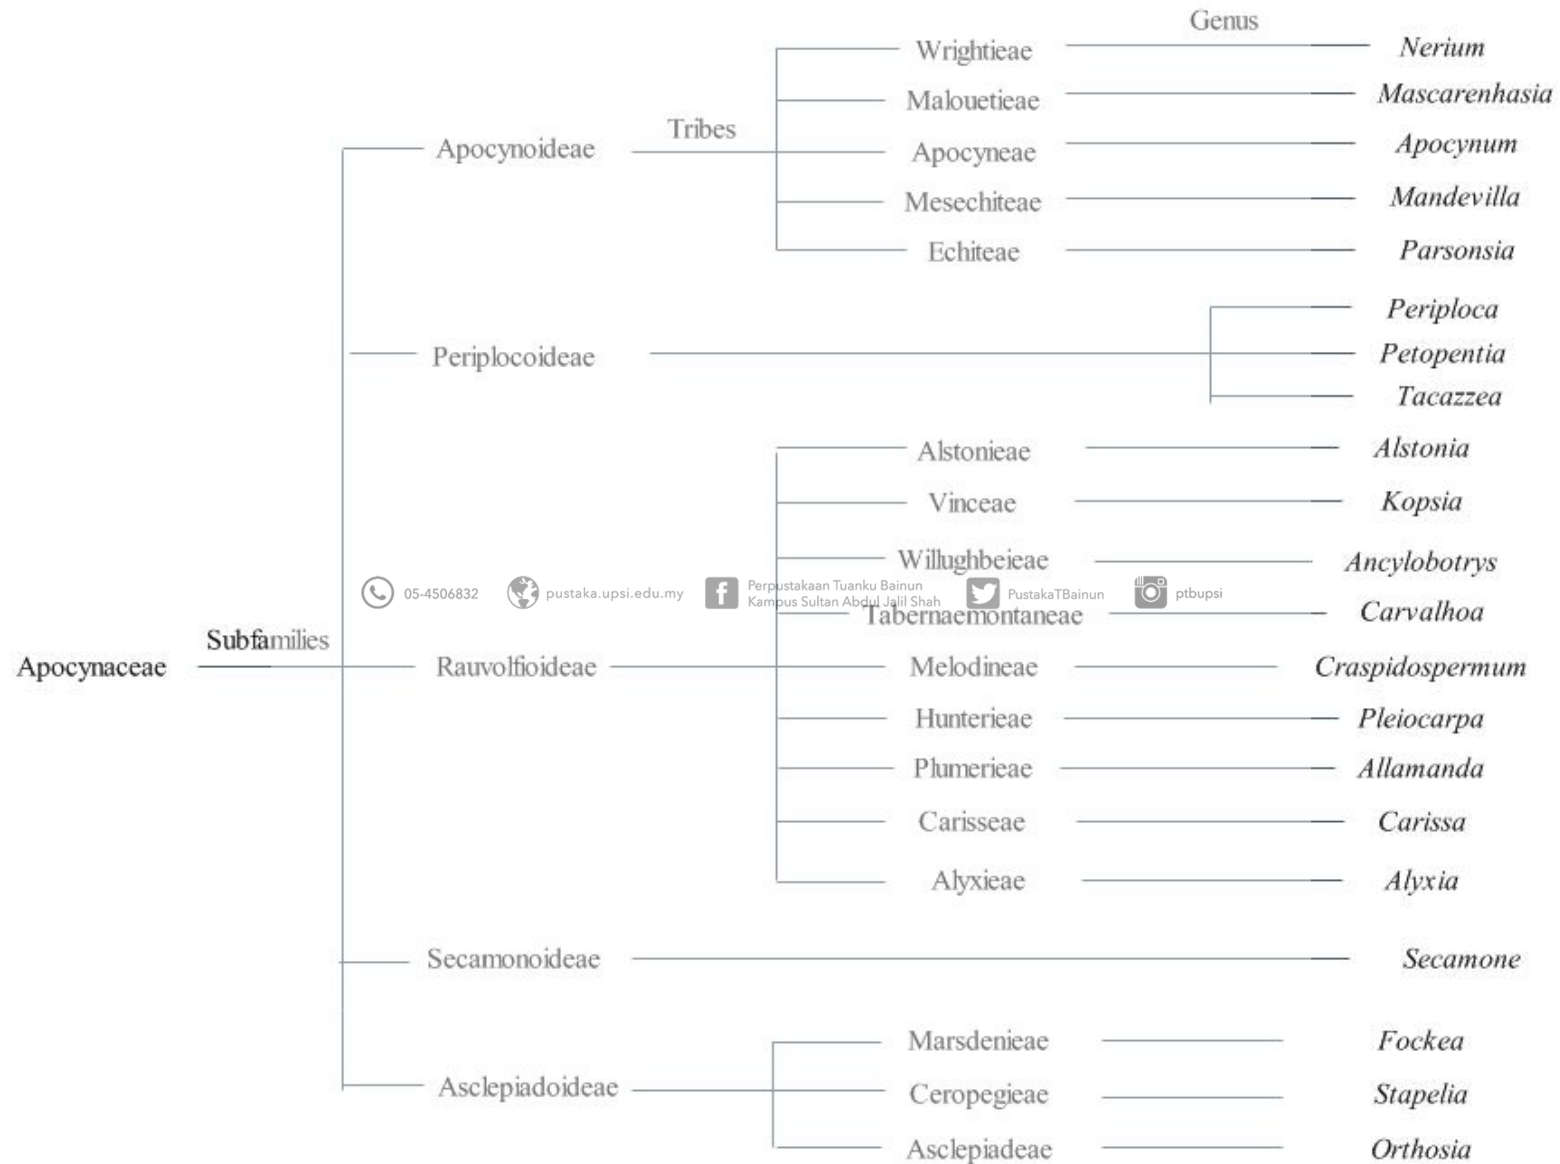 Genus
Wrightieae Nerium
Malouetieae Mascarenhasia
Tribes
Apocynoideae Apocyneae Apocynum
Mesechiteae Mandevilla
Echiteae Parsonsia
Periploca
Periplocoideae Petopentia
Tacazzea
Alstonieae Alstonia
Vinceae Kopsia
Willughbeieae Ancylobotrys
05-4506832 pustaka.upsi.edu.my Perpustakaan Tuanku Bainun
Kampus Sultan Abdul Jalil Shah PustakaTBainun ptbupsi
Tabernaemontaneae Carvalhoa
Subfamilies
Apocynaceae Rauvolfioideae Melodineae Craspidospermum
Hunterieae Pleiocarpa
Plumerieae Allamanda
Carisseae Carissa
Alyxieae Alyxia
Secamonoideae Secamone
Marsdenieae Fockea
Asclepiadoideae Ceropegieae Stapelia
Asclepiadeae Orthosia